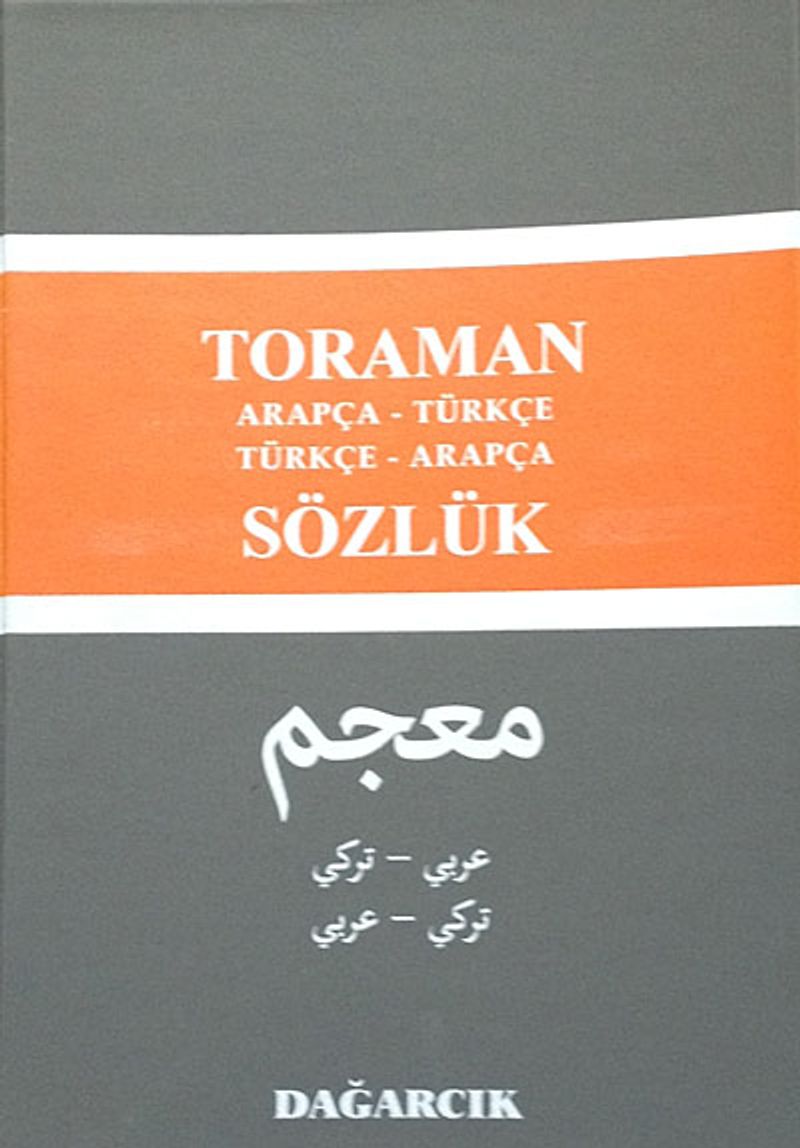 TORAMAN
ARAPÇA - TÜRKÇE
TÜRKÇE - ARAPÇA
SÖZLÜK
معجم
عربي – تركي
تركي – عربي
DAĞARCIK